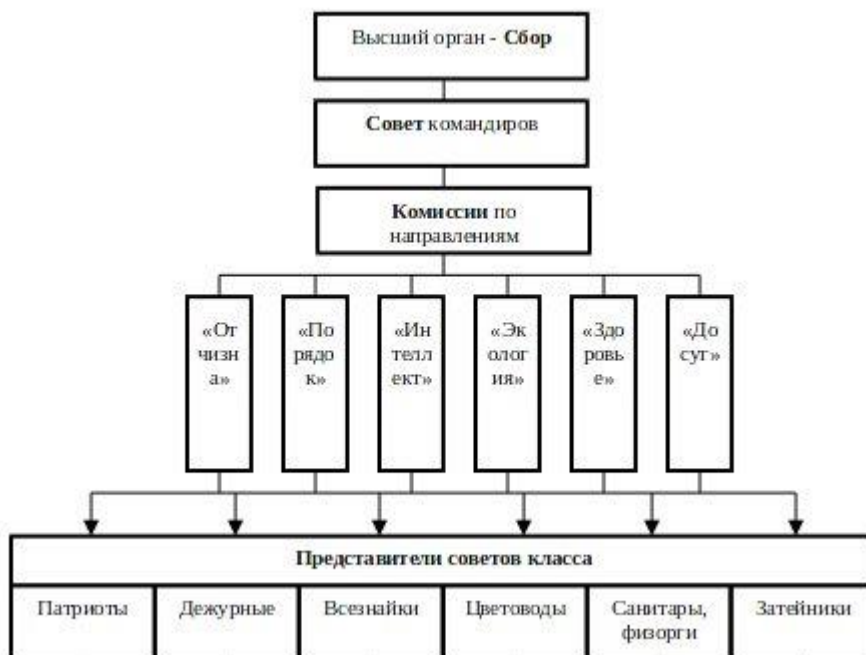 Высший орган - Сбор
Совет командиров
Комиссии по
направлениям
«От
чизн
а»
«По
рядо
к»
«Ин
телл
ект»
«Эк
олог
ия»
«Здо
ровь
е»
«До
суг»
Представители советов класса
Патриоты
Дежурные
Всезнайки
Цветоводы
Санитары,
физорги
Затейники